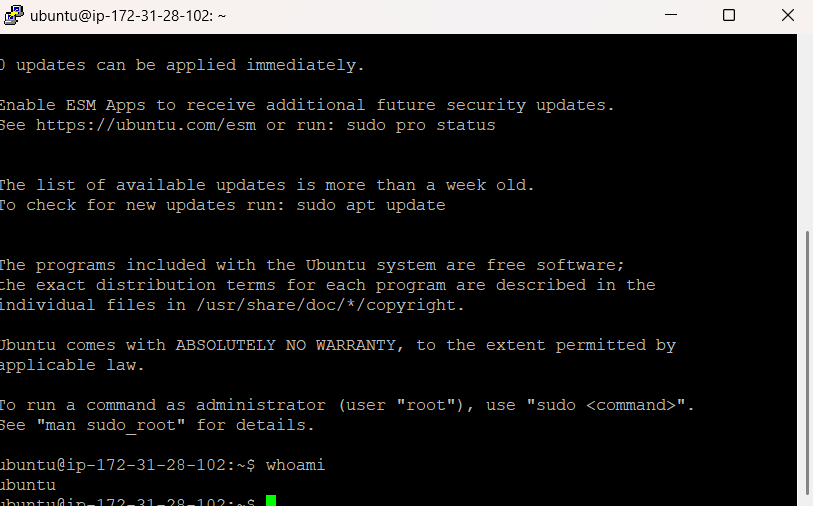 ubuntu@ip-172-31-28-102: ~
0 updates can be applied immediately.
Enable ESM Apps to receive additional future security updates.
See https://ubuntu.com/esm or run: sudo pro status
The list of available updates is more than a week old.
To check for new updates run: sudo apt update
The programs included with the Ubuntu system are free software;
the exact distribution terms for each program are described in the
individual files in /usr/share/doc/*/copyright.
Ubuntu comes with ABSOLUTELY NO WARRANTY, to the extent permitted by
applicable law.
To run a command as administrator (user "root"), use "sudo <command>".
See "man sudo_root" for details.
ubuntu@ip-172-31-28-102:~$ whoami
ubuntu
ubuntu@ip-172-31-28-102:~$